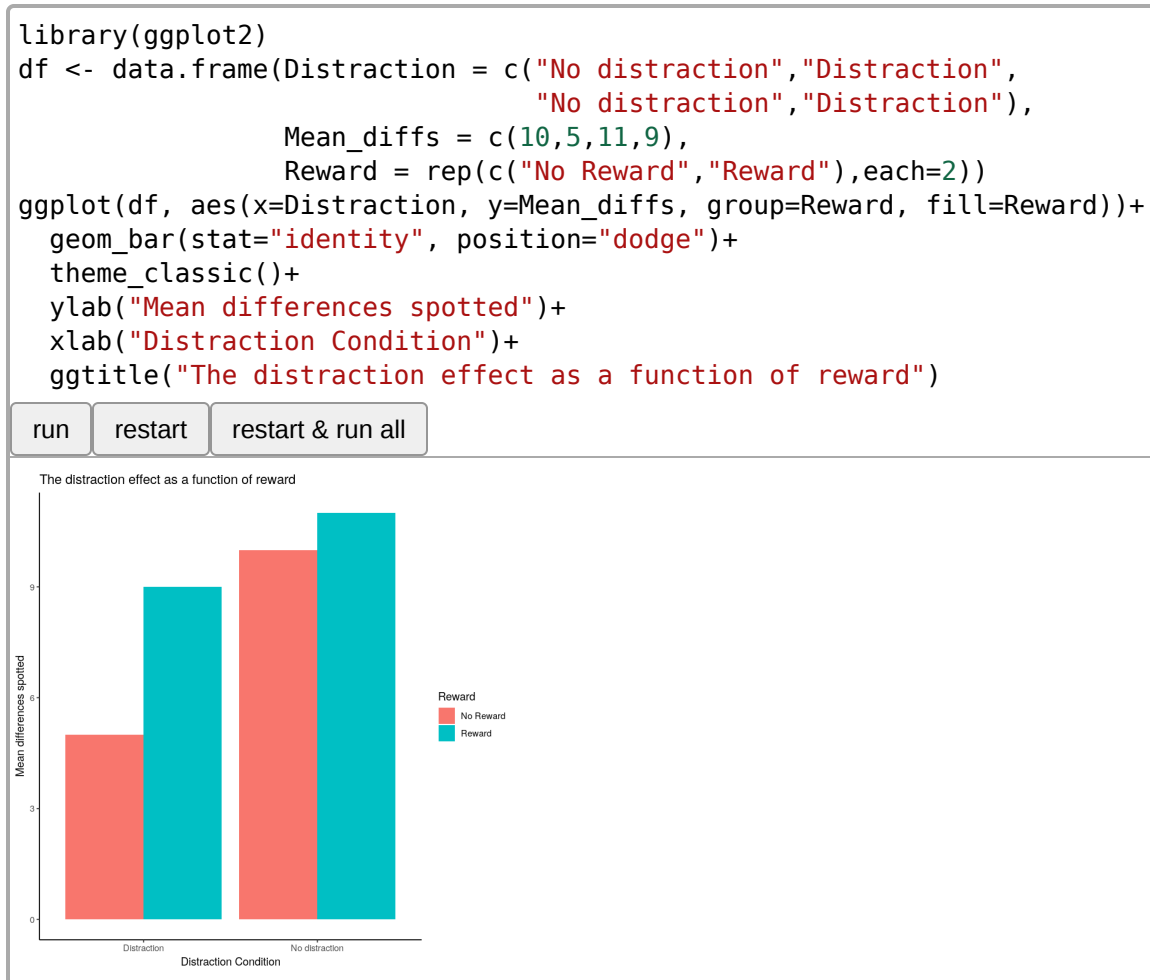 library(ggplot2)
df <- data.frame(Distraction = c("No distraction","Distraction",
                                 "No distraction","Distraction"),
                 Mean_diffs = c(10,5,11,9),
                 Reward = rep(c("No Reward","Reward"),each=2))
ggplot(df, aes(x=Distraction, y=Mean_diffs, group=Reward, fill=Reward))+
  geom_bar(stat="identity", position="dodge")+
  theme_classic()+
  ylab("Mean differences spotted")+
  xlab("Distraction Condition")+
  ggtitle("The distraction effect as a function of reward")
run restart restart & run all
The distraction effect as a function of reward
9
6
3
0
Mean differences spotted
Distraction No distraction
Distraction Condition
Reward
No Reward
Reward